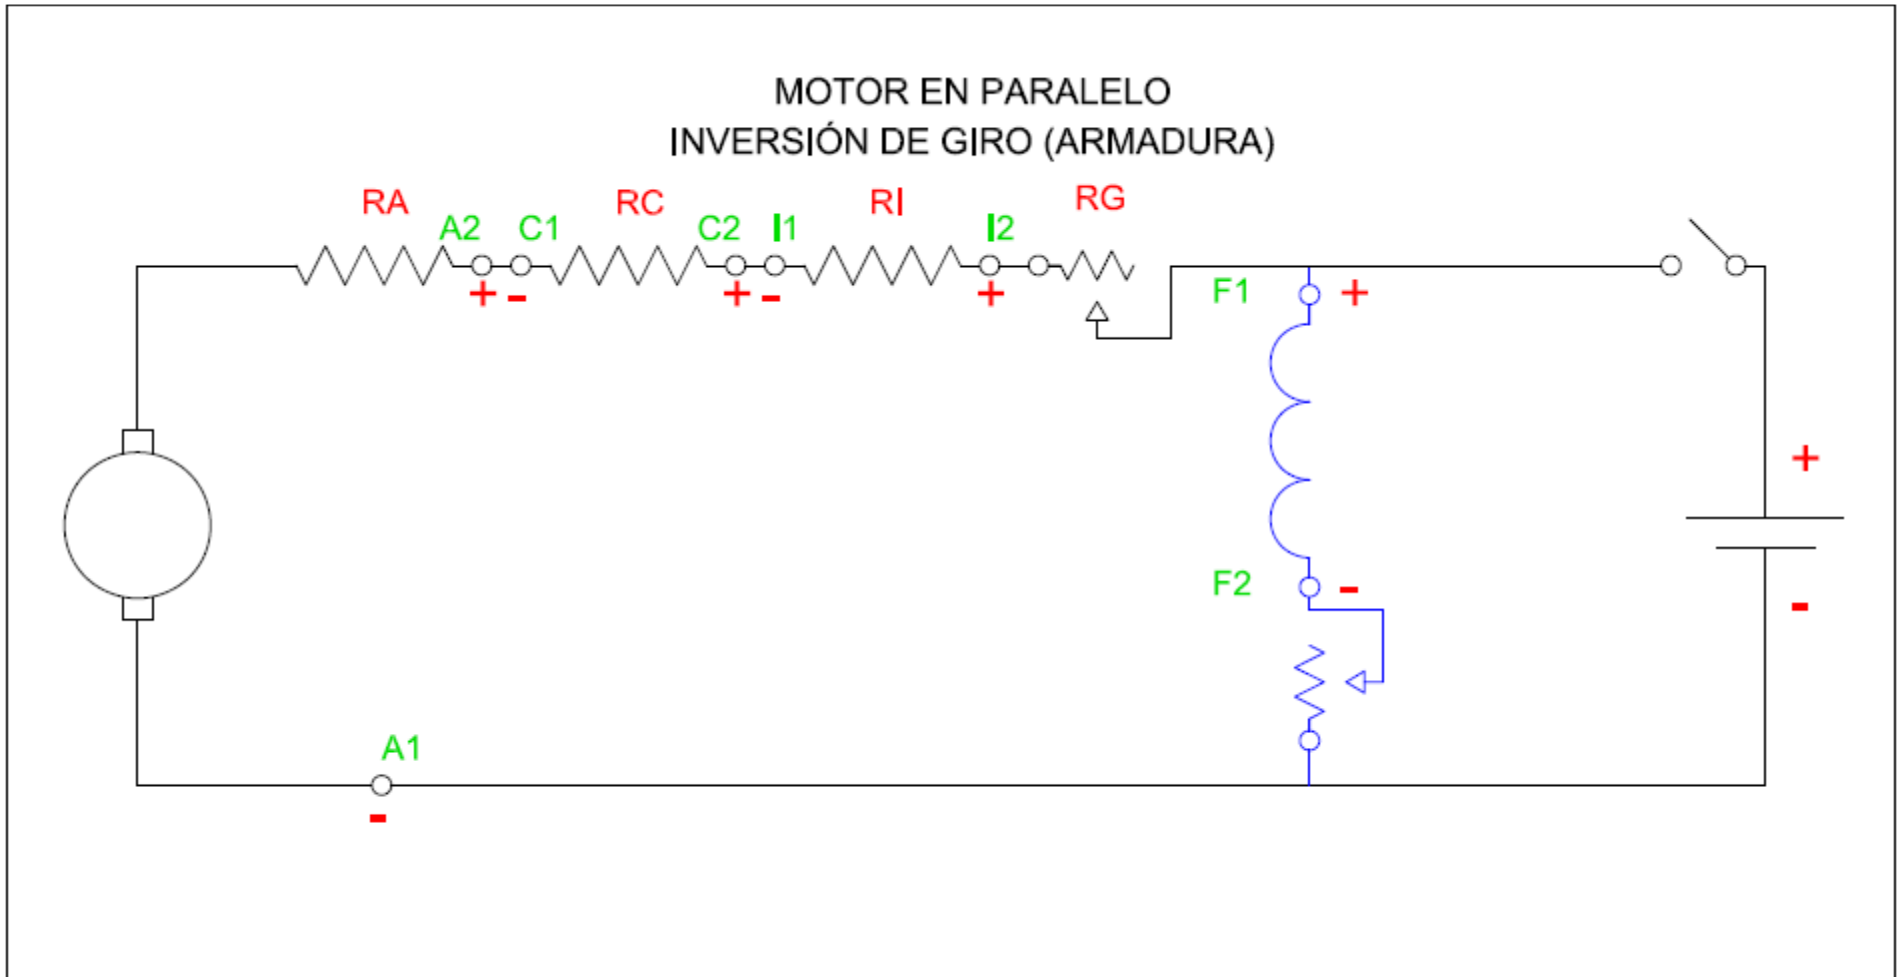 MOTOR EN PARALELO
INVERSIÓN DE GIRO (ARMADURA)
RA RC RI RG
A2 C1 C2 I1 I2
+ - + - +
F1 +
+
F2 -
-
A1
-